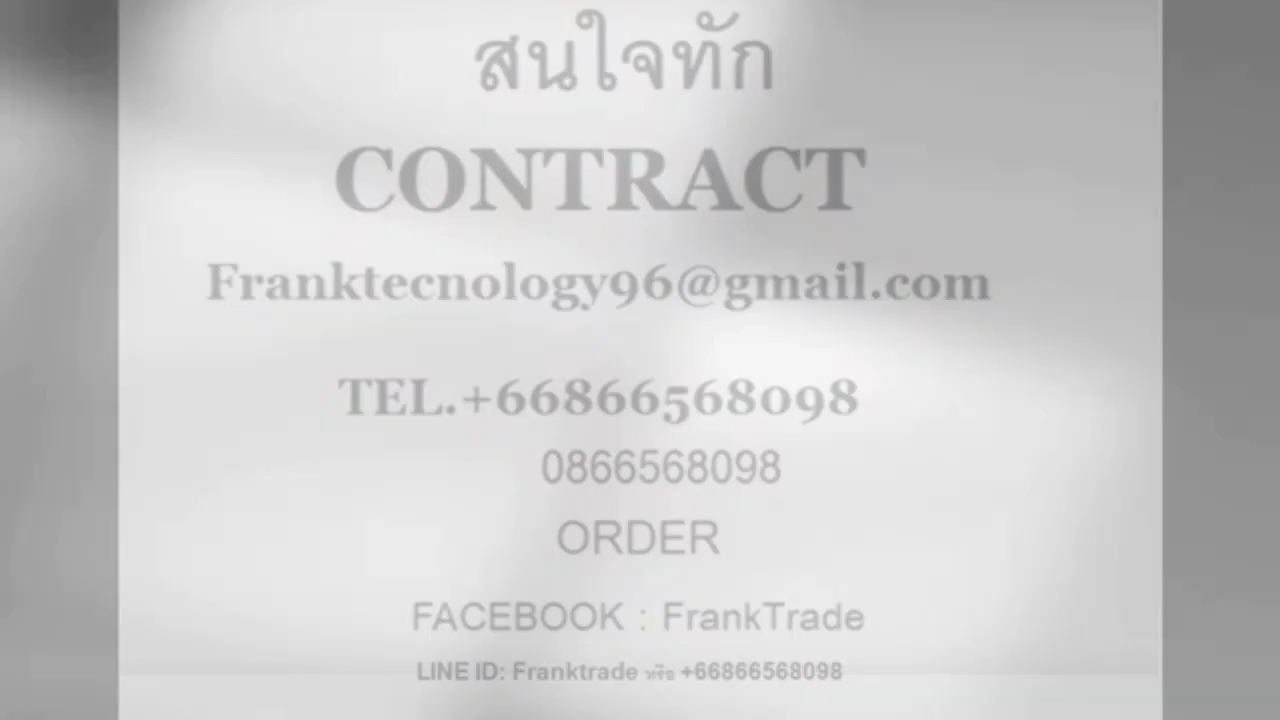 สนใจทัก
CONTRACT
Franktecnology96@gmail.com
TEL.+66866568098
0866568098
ORDER
FACEBOOK : FrankTrade
LINE ID: Franktrade หรือ +66866568098